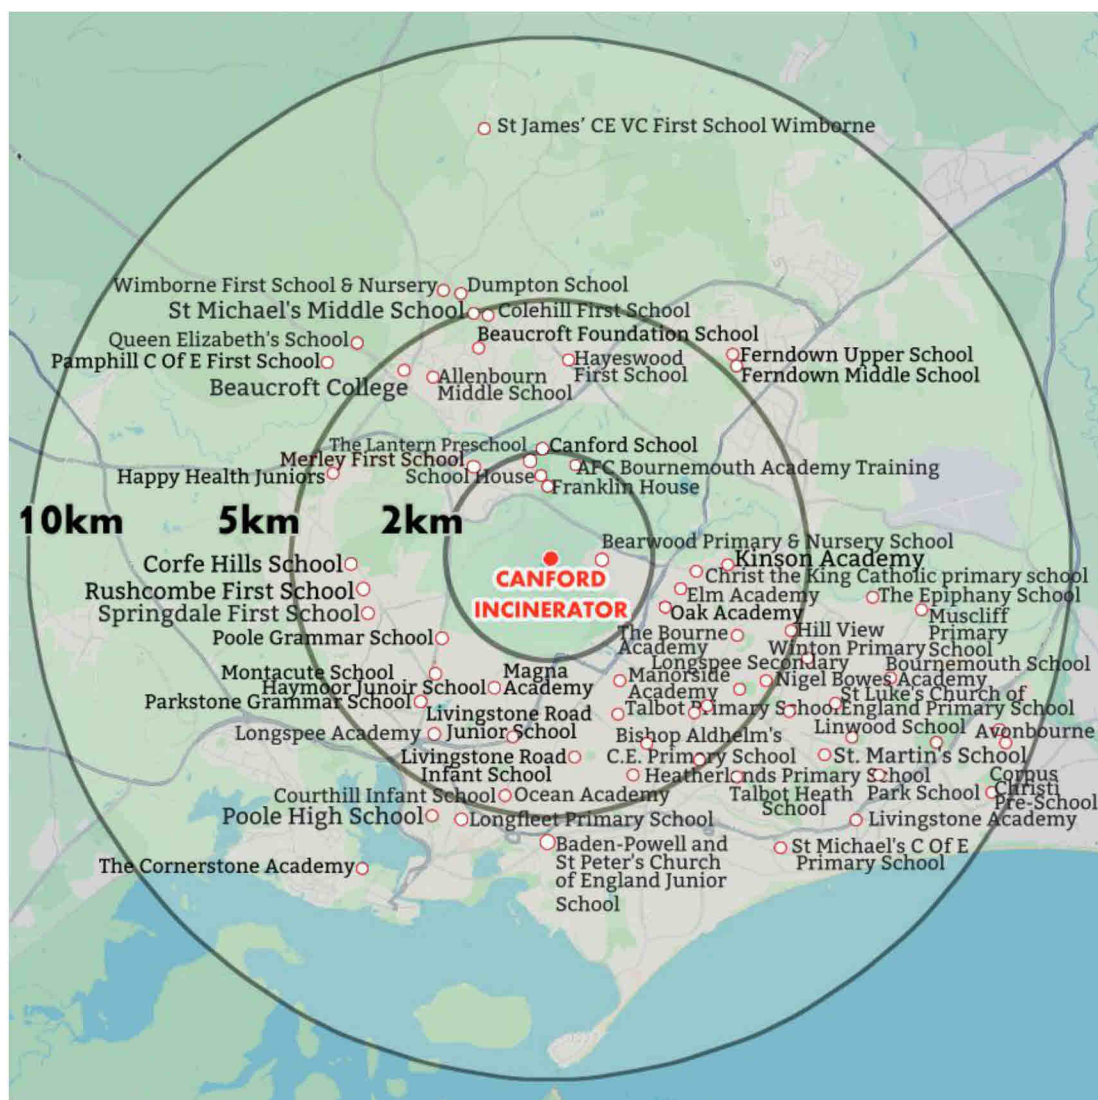 St James’ CE VC First School Wimborne
Wimborne First School & Nursery
Dumpton School
St Michael's Middle School
Colehill First School
Queen Elizabeth's School
Beaucroft Foundation School
Pamphill C Of E First School
Hayeswood
First School
Ferndown Upper School
Ferndown Middle School
Beaucroft College
Allenbourn
Middle School
The Lantern Preschool
Canford School
Merley First School
AFC Bournemouth Academy Training
Happy Health Juniors
School House
Franklin House
10km
5km
2km
Bearwood Primary & Nursery School
Corfe Hills School
Kinson Academy
CANFORD
INCINERATOR
Christ the King Catholic primary school
Rushcombe First School
Elm Academy
The Epiphany School
Springdale First School
Oak Academy
Muscliff
Primary
Poole Grammar School
The Bourne
Academy
Hill View
Winton Primary School
Montacute School
Magna
Academy
Longspee Secondary
Bournemouth School
Haymoor Junoir School
Manorside
Academy
Nigel Bowes Academy
Parkstone Grammar School
St Luke's Church of
England Primary School
Livingstone Road
Junior School
Talbot Primary School
Longspee Academy
Bishop Aldhelm's
C.E. Primary School
Linwood School
Avonbourne
Livingstone Road
Infant School
St. Martin's School
Heatherlands Primary School
Corpus
Christi
Pre-School
Courthill Infant School
Ocean Academy
Talbot Heath
School
Park School
Poole High School
Longfleet Primary School
Livingstone Academy
Baden-Powell and
St Peter's Church
of England Junior
School
St Michael's C Of E
Primary School
The Cornerstone Academy